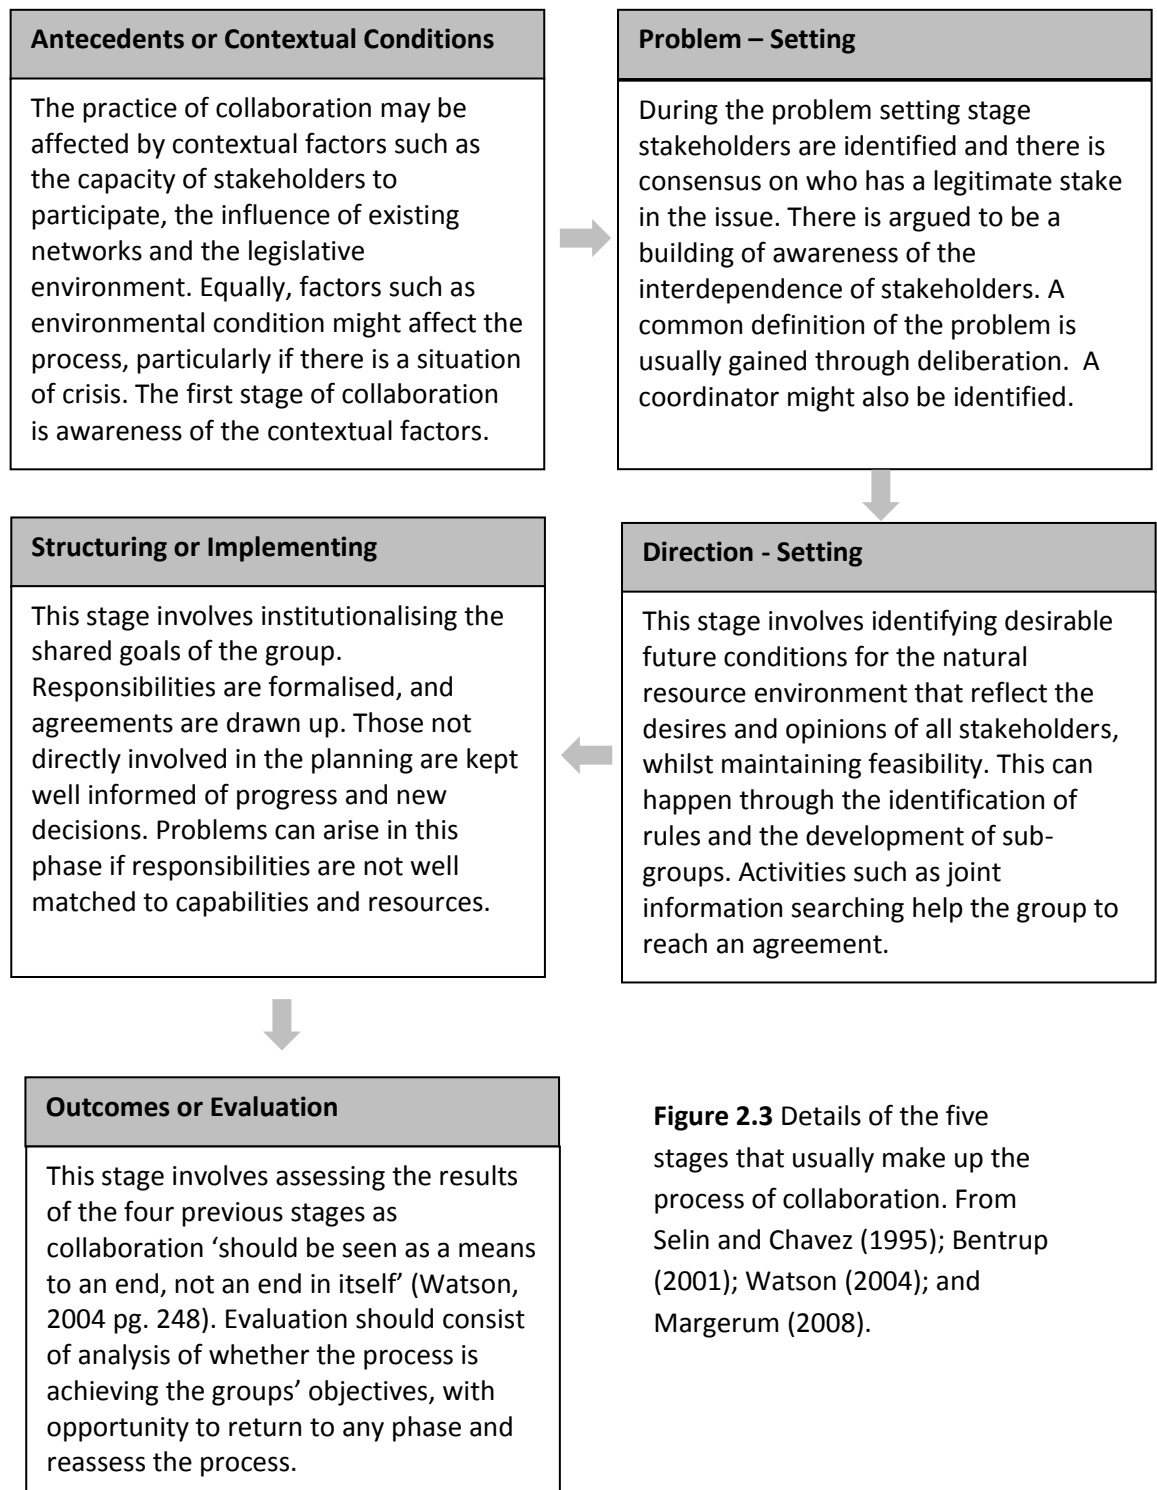 Antecedents or Contextual Conditions
The practice of collaboration may be
affected by contextual factors such as
the capacity of stakeholders to
participate, the influence of existing
networks and the legislative
environment. Equally, factors such as
environmental condition might affect the
process, particularly if there is a situation
of crisis. The first stage of collaboration
is awareness of the contextual factors.
Problem – Setting
During the problem setting stage
stakeholders are identified and there is
consensus on who has a legitimate stake
in the issue. There is argued to be a
building of awareness of the
interdependence of stakeholders. A
common definition of the problem is
usually gained through deliberation.  A
coordinator might also be identified.
Direction - Setting
This stage involves identifying desirable
future conditions for the natural
resource environment that reflect the
desires and opinions of all stakeholders,
whilst maintaining feasibility. This can
happen through the identification of
rules and the development of sub-
groups. Activities such as joint
information searching help the group to
reach an agreement.
Structuring or Implementing
This stage involves institutionalising the
shared goals of the group.
Responsibilities are formalised, and
agreements are drawn up. Those not
directly involved in the planning are kept
well informed of progress and new
decisions. Problems can arise in this
phase if responsibilities are not well
matched to capabilities and resources.
Outcomes or Evaluation
This stage involves assessing the results
of the four previous stages as
collaboration ‘should be seen as a means
to an end, not an end in itself’ (Watson,
2004 pg. 248). Evaluation should consist
of analysis of whether the process is
achieving the groups’ objectives, with
opportunity to return to any phase and
reassess the process.
Figure 2.3 Details of the five
stages that usually make up the
process of collaboration. From
Selin and Chavez (1995); Bentrup
(2001); Watson (2004); and
Margerum (2008).